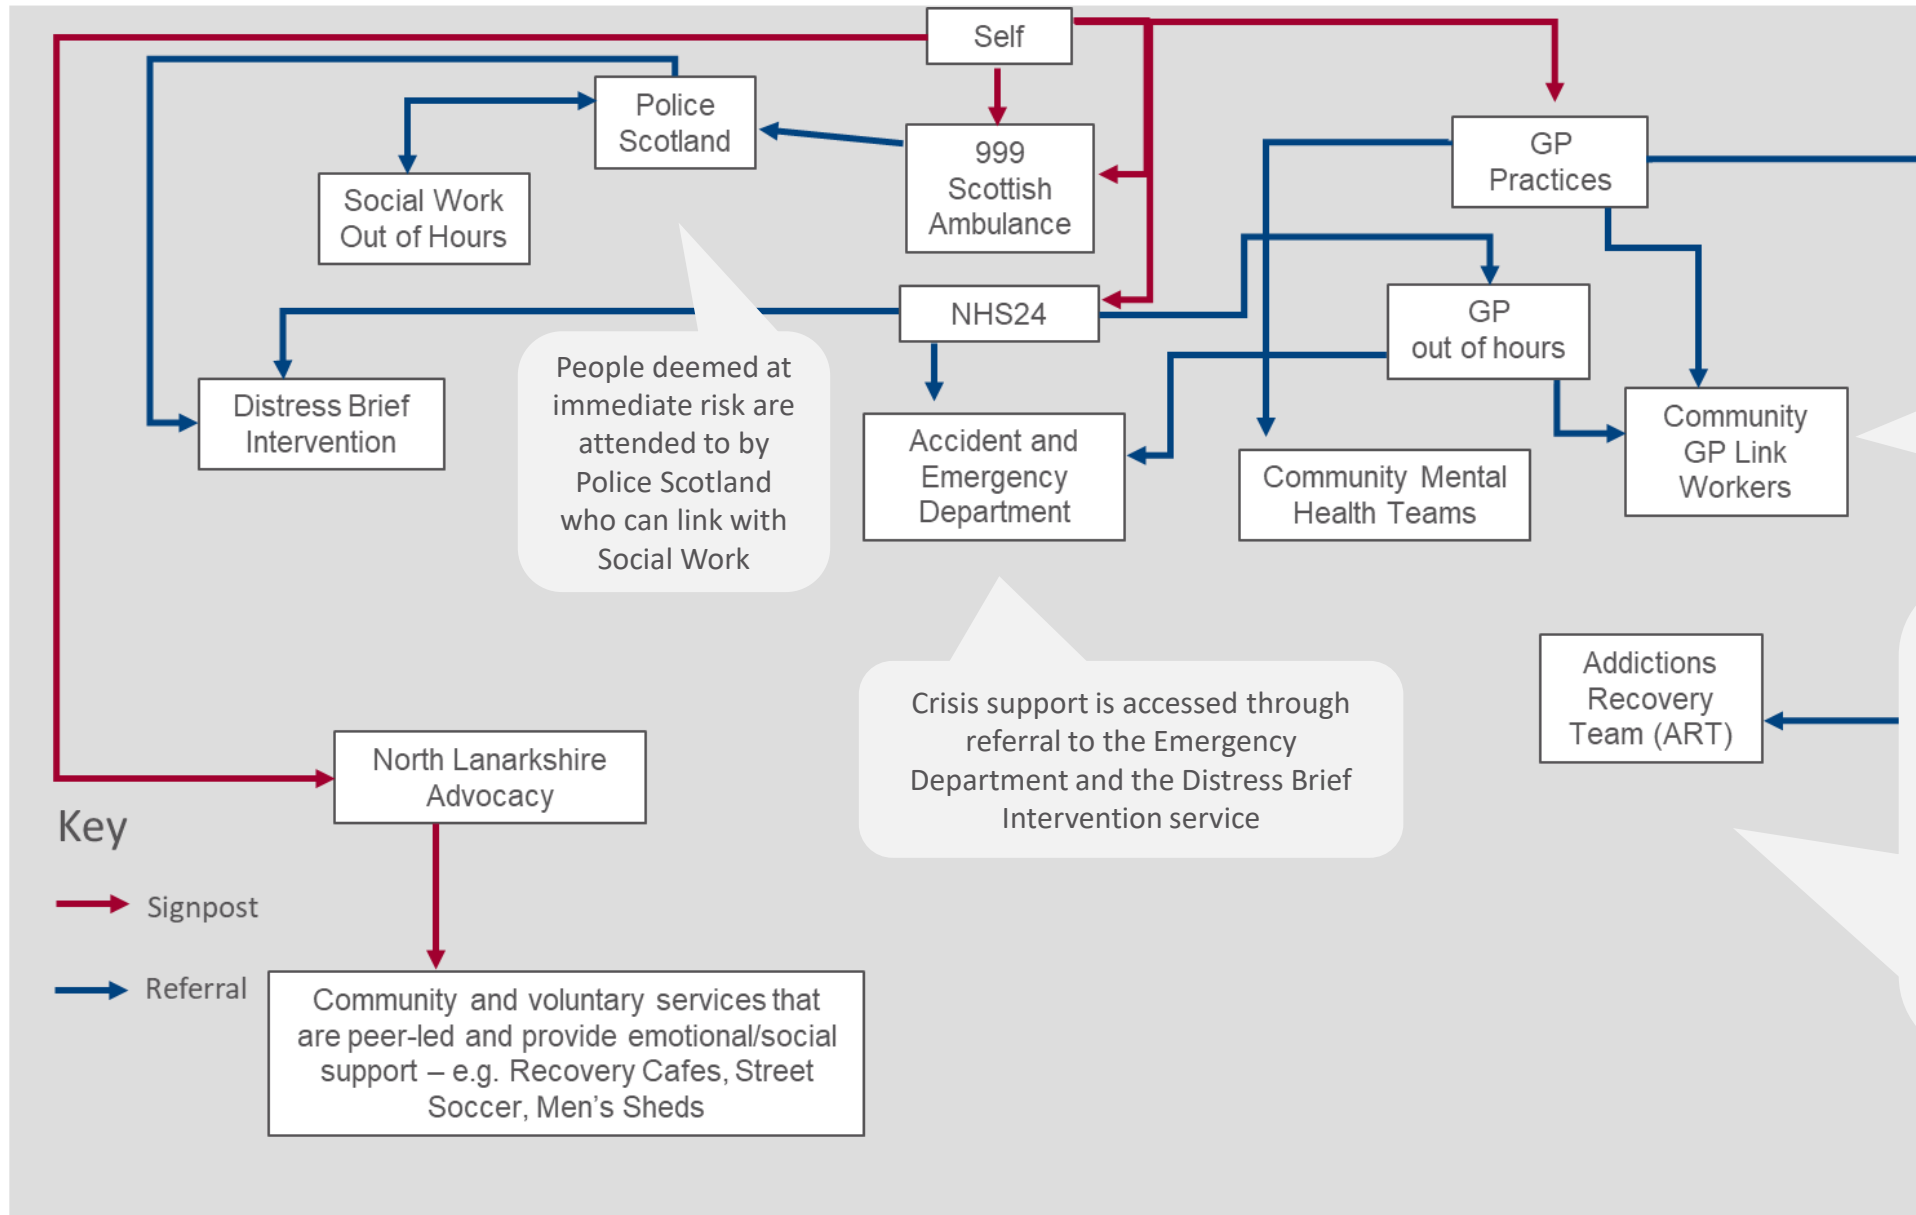 Self
Police
Scotland
999
Scottish
Ambulance
GP
Practices
Social Work
Out of Hours
NHS24
GP
out of hours
People deemed at
immediate risk are
attended to by
Police Scotland
who can link with
Social Work
Distress Brief
Intervention
Accident and
Emergency
Department
Community Mental
Health Teams
Community
GP Link
Workers
Crisis support is accessed through
referral to the Emergency
Department and the Distress Brief
Intervention service
Addictions
Recovery
Team (ART)
North Lanarkshire
Advocacy
Key
Signpost
Referral
Community and voluntary services that
are peer-led and provide emotional/social
support – e.g. Recovery Cafes, Street
Soccer, Men's Sheds